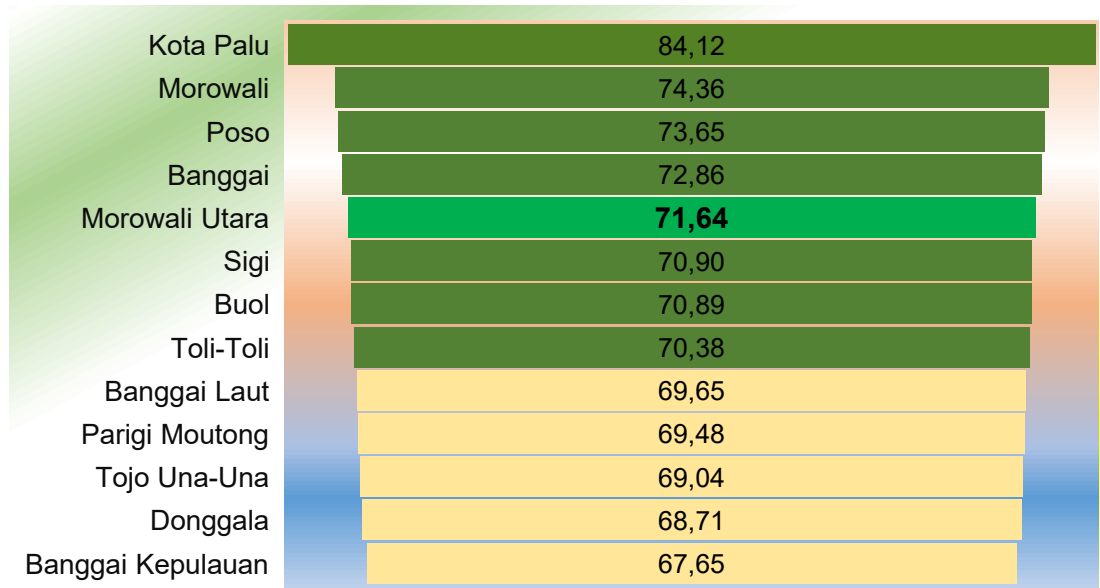 Kota Palu 84,12
Morowali 74,36
Poso 73,65
Banggai 72,86
Morowali Utara 71,64
Sigi 70,90
Buol 70,89
Toli-Toli 70,38
Banggai Laut 69,65
Parigi Moutong 69,48
Tojo Una-Una 69,04
Donggala 68,71
Banggai Kepulauan 67,65